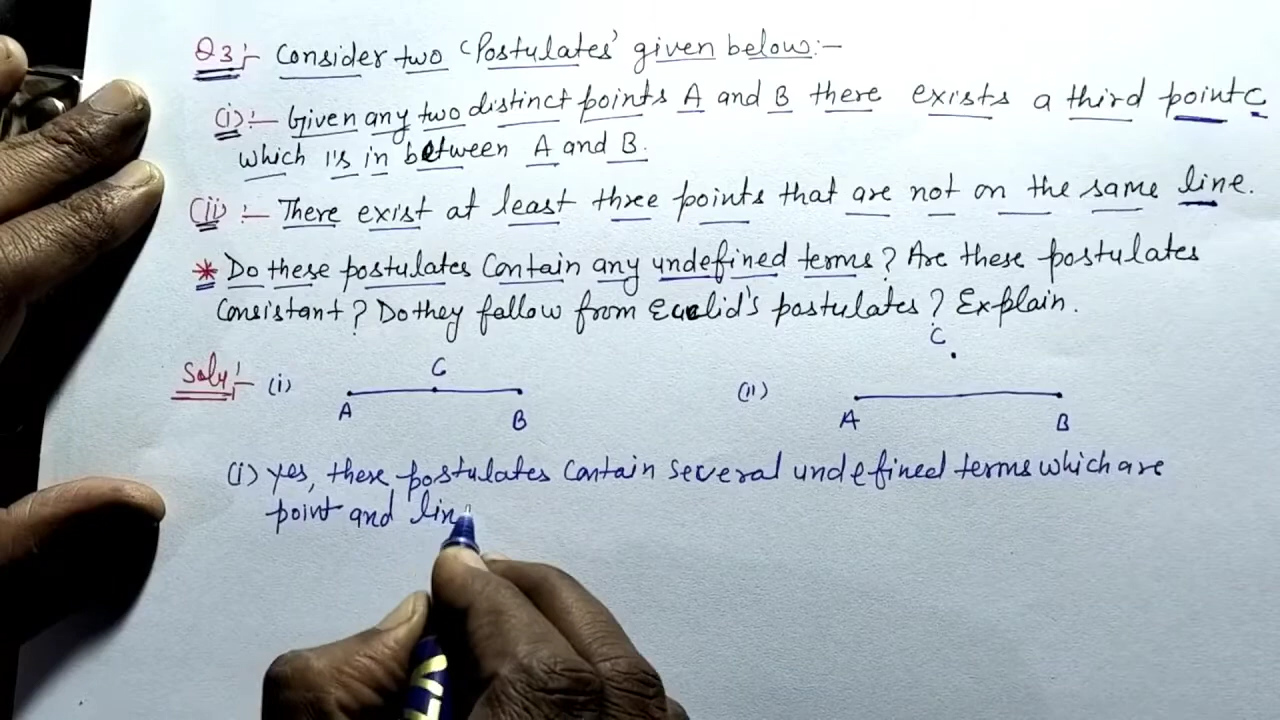 Q3:- Consider two 'Postulates' given below:-
(i):- Given any two distinct points A and B there exists a third point C
which is in between A and B.
(ii):- There exist at least three points that are not on the same line.
* Do these postulates contain any undefined terms? Are these postulates
Consistant? Do they follow from Euclid's postulates? Explain.
Soly:- (i) A C B (ii) A B C
(i) Yes, these postulates contain several undefined terms which are
point and lin